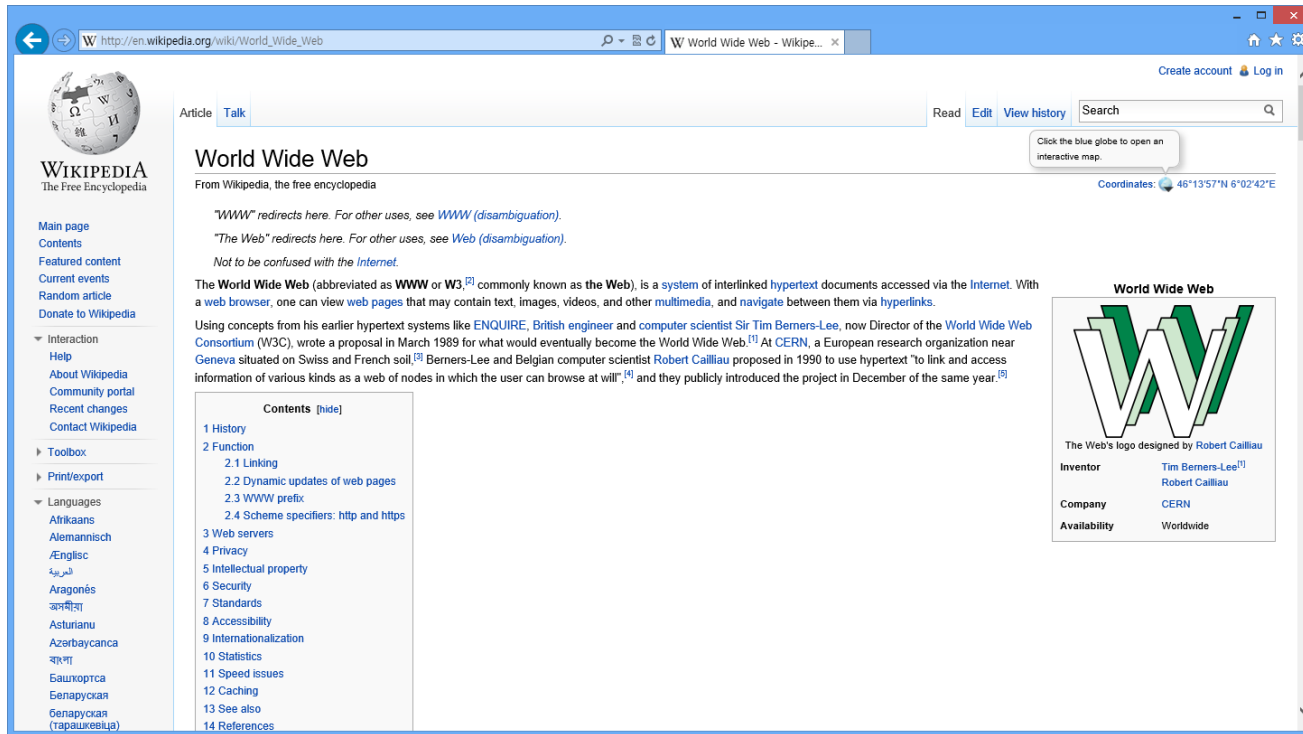 http://en.wikipedia.org/wiki/World_Wide_Web
World Wide Web - Wikipe...
Create account Log in
Article Talk
Read Edit View history Search
Click the blue globe to open an
interactive map.
WIKIPEDIA
The Free Encyclopedia
World Wide Web
From Wikipedia, the free encyclopedia
Coordinates: 46°13′57″N 6°02′42″E
"WWW" redirects here. For other uses, see WWW (disambiguation).
"The Web" redirects here. For other uses, see Web (disambiguation).
Not to be confused with the Internet.
The World Wide Web (abbreviated as WWW or W3,[2] commonly known as the Web), is a system of interlinked hypertext documents accessed via the Internet. With
a web browser, one can view web pages that may contain text, images, videos, and other multimedia, and navigate between them via hyperlinks.
Using concepts from his earlier hypertext systems like ENQUIRE, British engineer and computer scientist Sir Tim Berners-Lee, now Director of the World Wide Web
Consortium (W3C), wrote a proposal in March 1989 for what would eventually become the World Wide Web.[1] At CERN, a European research organization near
Geneva situated on Swiss and French soil,[3] Berners-Lee and Belgian computer scientist Robert Cailliau proposed in 1990 to use hypertext "to link and access
information of various kinds as a web of nodes in which the user can browse at will",[4] and they publicly introduced the project in December of the same year.[5]
World Wide Web
The Web's logo designed by Robert Cailliau
Inventor Tim Berners-Lee[1]
Robert Cailliau
Company CERN
Availability Worldwide
Contents [hide]
1 History
2 Function
2.1 Linking
2.2 Dynamic updates of web pages
2.3 WWW prefix
2.4 Scheme specifiers: http and https
3 Web servers
4 Privacy
5 Intellectual property
6 Security
7 Standards
8 Accessibility
9 Internationalization
10 Statistics
11 Speed issues
12 Caching
13 See also
14 References
Main page
Contents
Featured content
Current events
Random article
Donate to Wikipedia
Interaction
Help
About Wikipedia
Community portal
Recent changes
Contact Wikipedia
Toolbox
Print/export
Languages
Afrikaans
Alemannisch
Ænglisc
العربية
Aragonés
অসমীয়া
Asturianu
Azərbaycanca
বাংলা
Башҡортса
Беларуская
беларуская
(тарашкевіца)